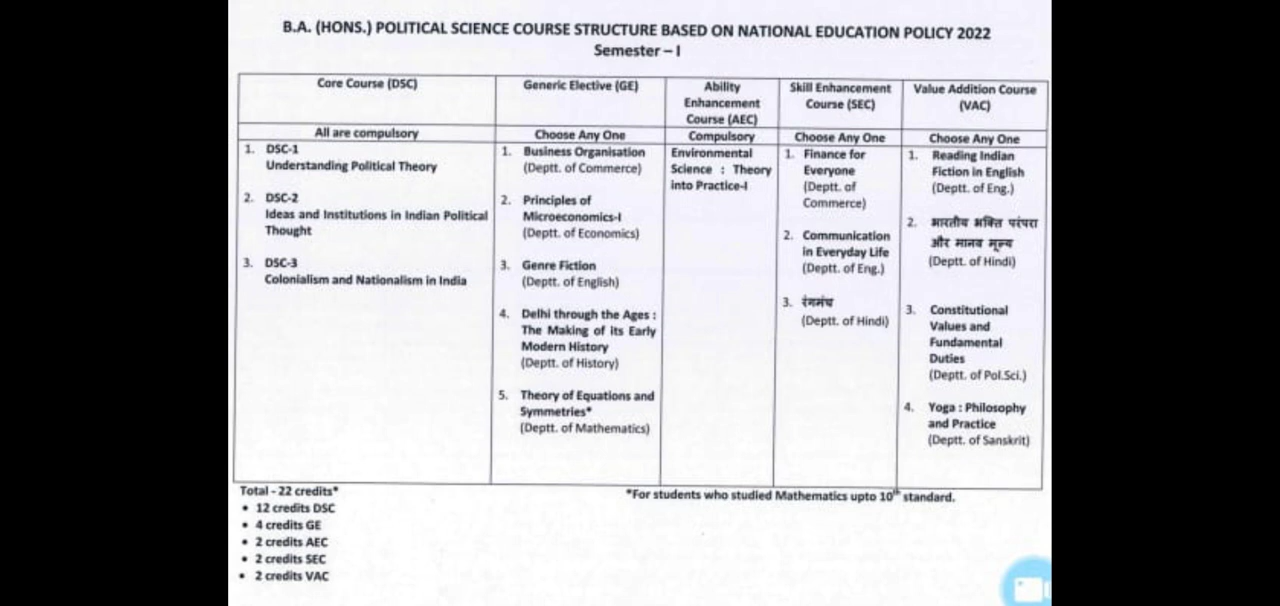 B.A. (HONS.) POLITICAL SCIENCE COURSE STRUCTURE BASED ON NATIONAL EDUCATION POLICY 2022
Semester – I
Core Course (DSC)
All are compulsory
1. DSC-1
Understanding Political Theory
2. DSC-2
Ideas and Institutions in Indian Political
Thought
3. DSC-3
Colonialism and Nationalism in India
Generic Elective (GE)
Choose Any One
1. Business Organisation
(Deptt. of Commerce)
2. Principles of
Microeconomics-I
(Deptt. of Economics)
3. Genre Fiction
(Deptt. of English)
4. Delhi through the Ages :
The Making of its Early
Modern History
(Deptt. of History)
5. Theory of Equations and
Symmetries*
(Deptt. of Mathematics)
Ability
Enhancement
Course (AEC)
Compulsory
Environmental
Science : Theory
into Practice-I
Skill Enhancement
Course (SEC)
Choose Any One
1. Finance for
Everyone
(Deptt. of
Commerce)
2. Communication
in Everyday Life
(Deptt. of Eng.)
3. रंगमंच
(Deptt. of Hindi)
Value Addition Course
(VAC)
Choose Any One
1. Reading Indian
Fiction in English
(Deptt. of Eng.)
2. भारतीय भक्ति परंपरा
और मानव मूल्य
(Deptt. of Hindi)
3. Constitutional
Values and
Fundamental
Duties
(Deptt. of Pol.Sci.)
4. Yoga : Philosophy
and Practice
(Deptt. of Sanskrit)
Total - 22 credits*
• 12 credits DSC
• 4 credits GE
• 2 credits AEC
• 2 credits SEC
• 2 credits VAC
*For students who studied Mathematics upto 10th standard.